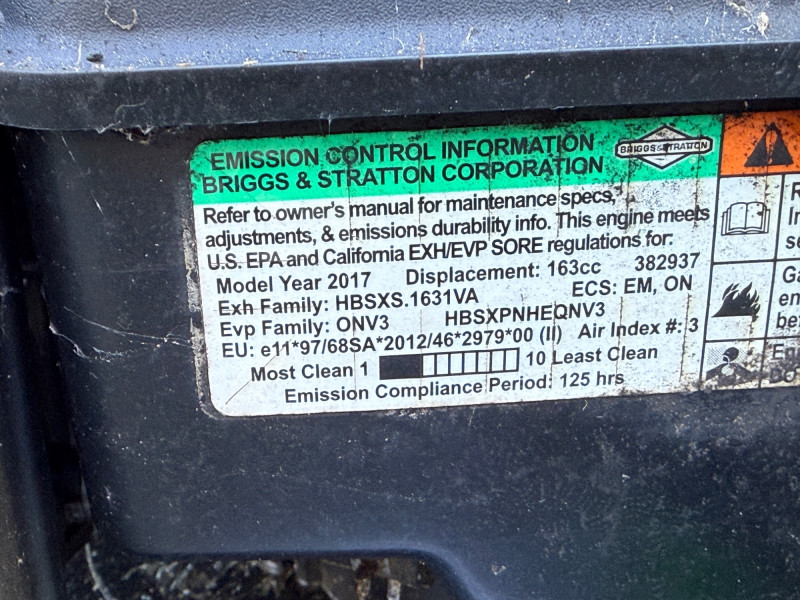 EMISSION CONTROL INFORMATION
BRIGGS & STRATTON CORPORATION
BRIGGS & STRATTON
Refer to owner's manual for maintenance specs,
adjustments, & emissions durability info. This engine meets
U.S. EPA and California EXH/EVP SORE regulations for:
Model Year 2017 Displacement: 163cc 382937
Exh Family: HBSXS.1631VA ECS: EM, ON
Evp Family: ONV3 HBSXPNHEQNV3
EU: e11*97/68SA*2012/46*2979*00 (II) Air Index #: 3
Most Clean 1 10 Least Clean
Emission Compliance Period: 125 hrs